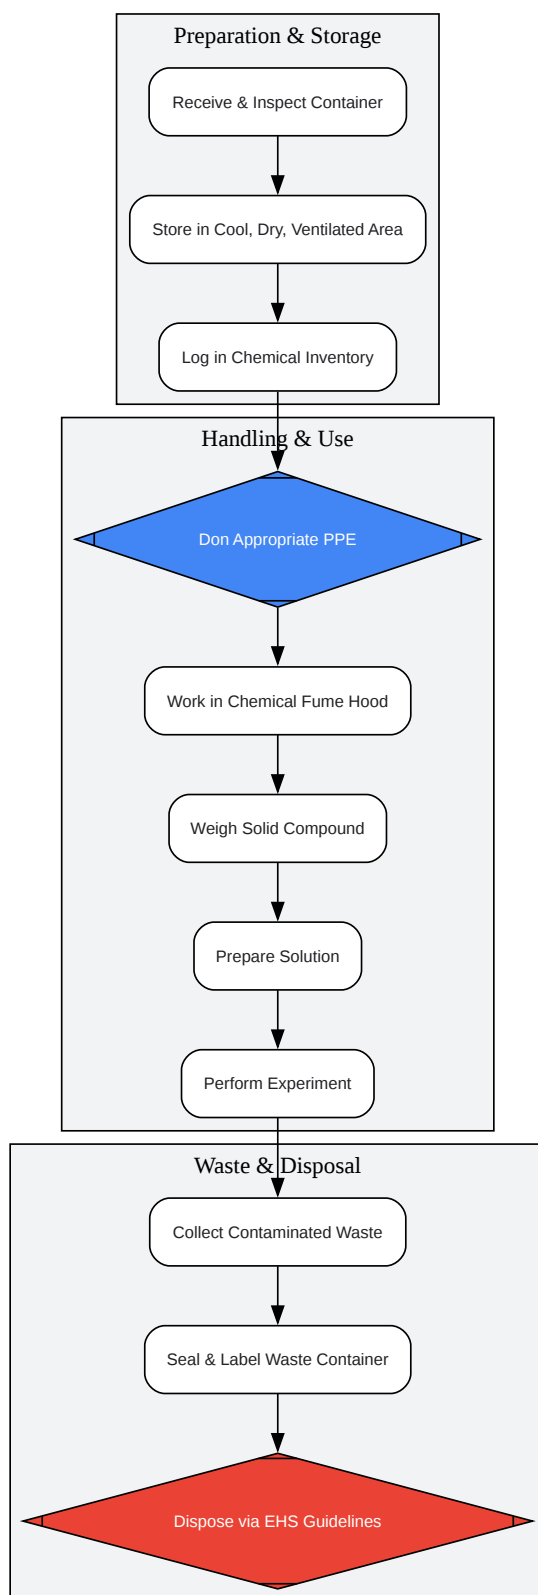 Preparation & Storage
Receive & Inspect Container
Store in Cool, Dry, Ventilated Area
Log in Chemical Inventory
Handling & Use
Don Appropriate PPE
Work in Chemical Fume Hood
Weigh Solid Compound
Prepare Solution
Perform Experiment
Waste & Disposal
Collect Contaminated Waste
Seal & Label Waste Container
Dispose via EHS Guidelines